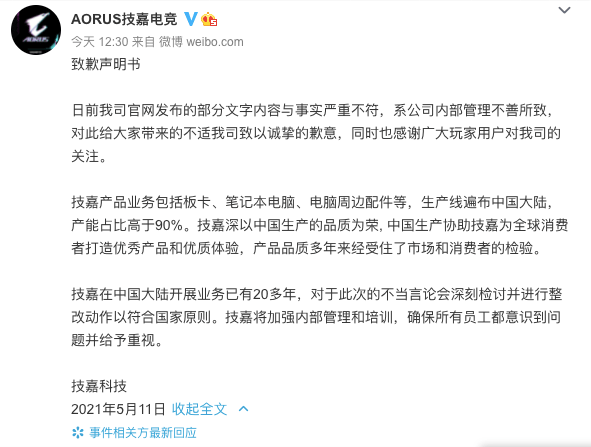 AORUS技嘉电竞
今天 12:30 来自 微博 weibo.com
致歉声明书
日前我司官网发布的部分文字内容与事实严重不符，系公司内部管理不善所致，
对此给大家带来的不适我司致以诚挚的歉意，同时也感谢广大玩家用户对我司的
关注。
技嘉产品业务包括板卡、笔记本电脑、电脑周边配件等，生产线遍布中国大陆，
产能占比高于90%。技嘉深以中国生产的品质为荣, 中国生产协助技嘉为全球消费
者打造优秀产品和优质体验，产品品质多年来经受住了市场和消费者的检验。
技嘉在中国大陆开展业务已有20多年，对于此次的不当言论会深刻检讨并进行整
改动作以符合国家原则。技嘉将加强内部管理和培训，确保所有员工都意识到问
题并给予重视。
技嘉科技
2021年5月11日 收起全文
事件相关方最新回应
AORUS